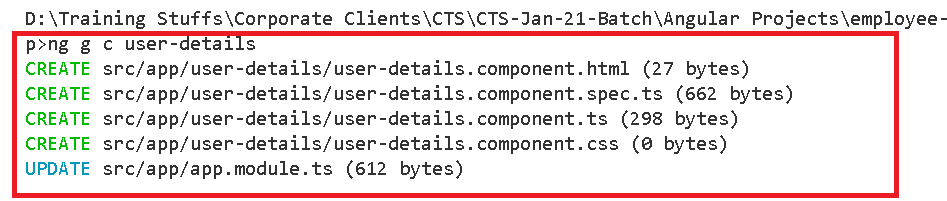 D:\Training Stuffs\Corporate Clients\CTS\CTS-Jan-21-Batch\Angular Projects\employee-
p>ng g c user-details
CREATE src/app/user-details/user-details.component.html (27 bytes)
CREATE src/app/user-details/user-details.component.spec.ts (662 bytes)
CREATE src/app/user-details/user-details.component.ts (298 bytes)
CREATE src/app/user-details/user-details.component.css (0 bytes)
UPDATE src/app/app.module.ts (612 bytes)